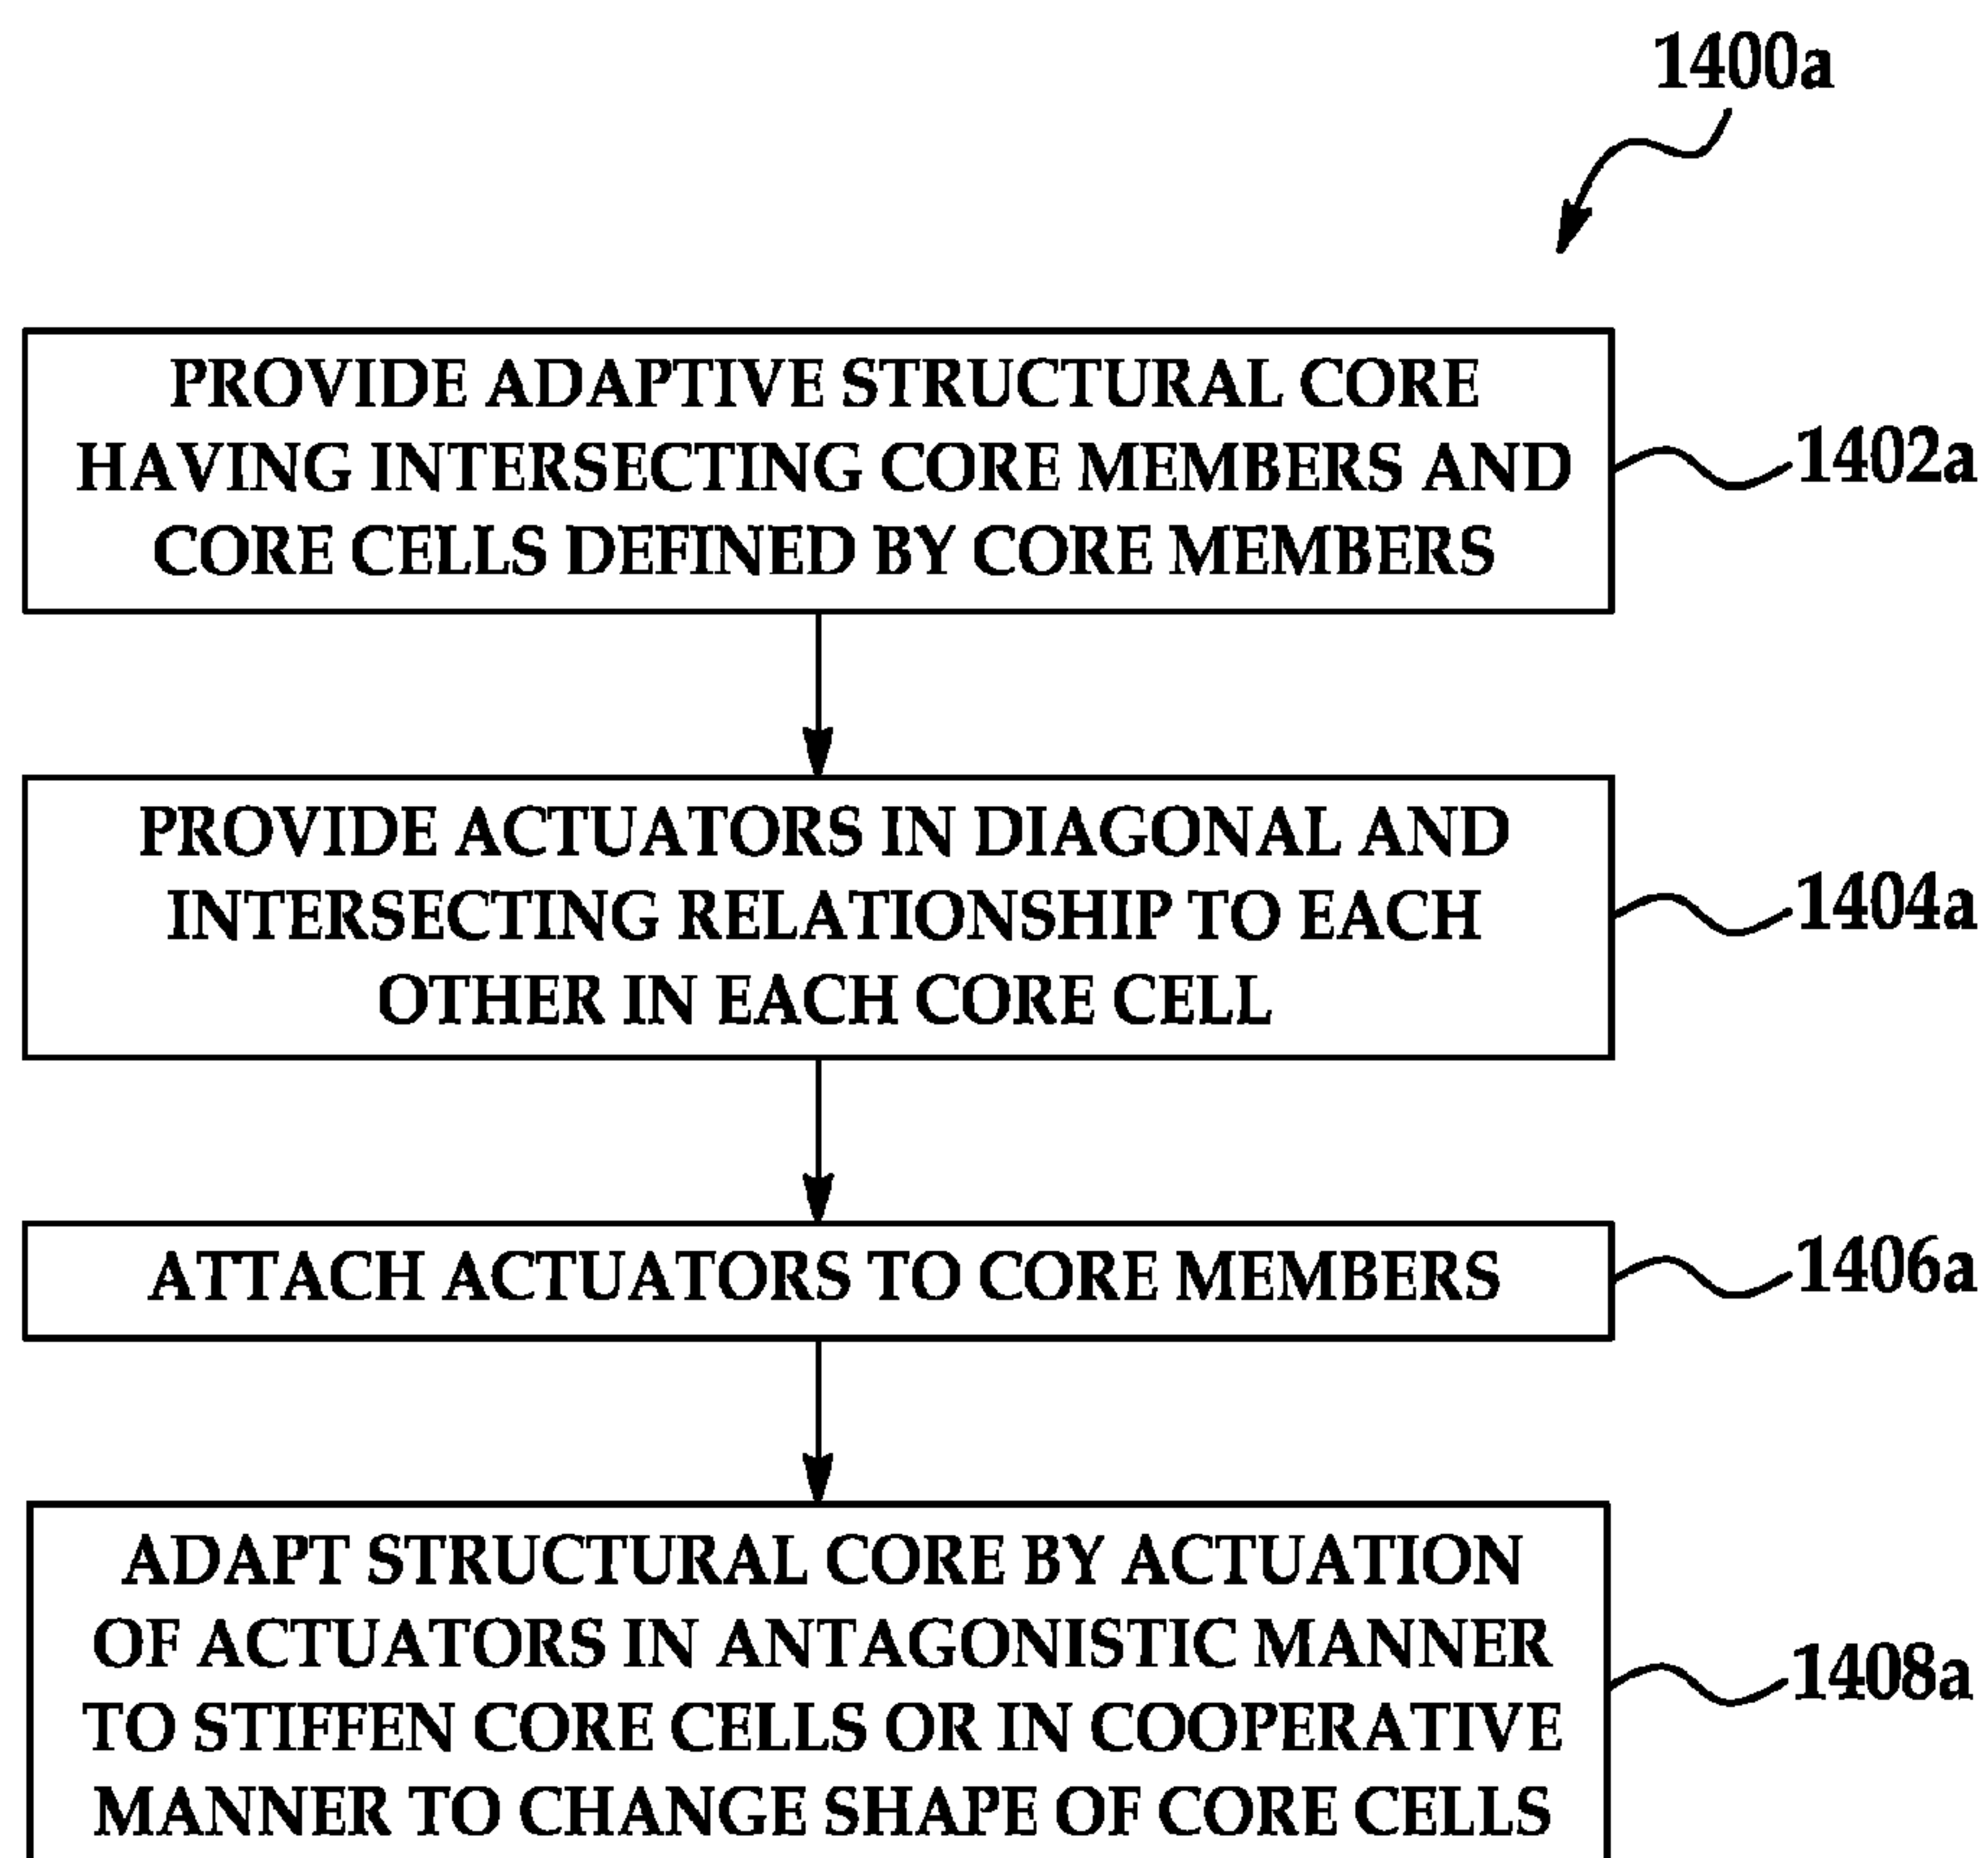 1400a
PROVIDE ADAPTIVE STRUCTURAL CORE
HAVING INTERSECTING CORE MEMBERS AND
CORE CELLS DEFINED BY CORE MEMBERS
1402a
PROVIDE ACTUATORS IN DIAGONAL AND
INTERSECTING RELATIONSHIP TO EACH
OTHER IN EACH CORE CELL
1404a
ATTACH ACTUATORS TO CORE MEMBERS
1406a
ADAPT STRUCTURAL CORE BY ACTUATION
OF ACTUATORS IN ANTAGONISTIC MANNER
TO STIFFEN CORE CELLS OR IN COOPERATIVE
MANNER TO CHANGE SHAPE OF CORE CELLS
1408a